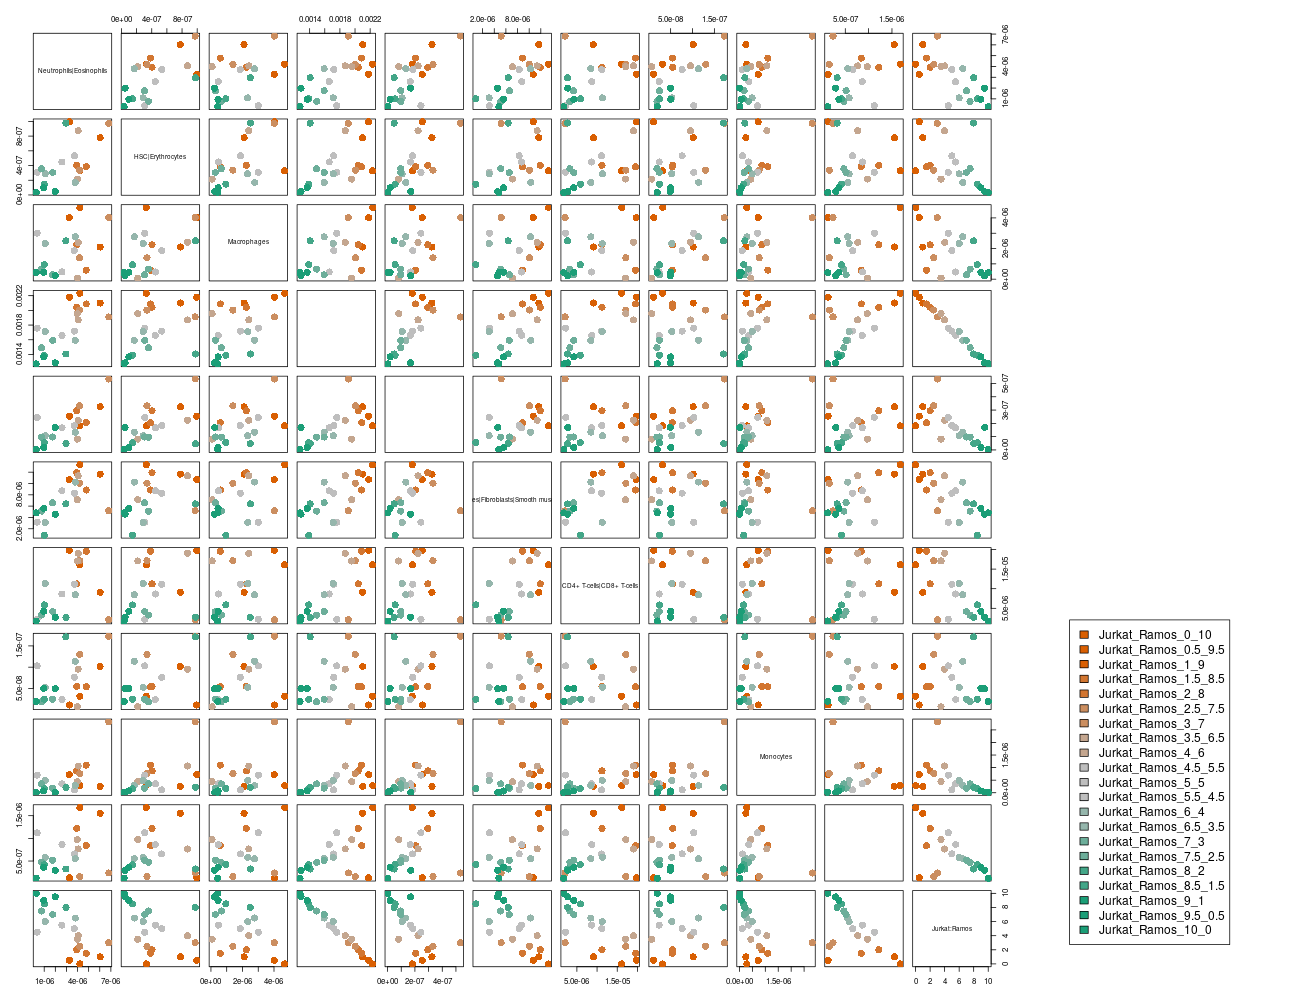 0e+00 4e-07 8e-07
0.0014 0.0018 0.0022
2.0e-06 8.0e-06
5.0e-08 1.5e-07
5.0e-07 1.5e-06
Neutrophils|Eosinophils
1e-06 4e-06 7e-06
0e+00 4e-07 8e-07
HSC|Erythrocytes
Macrophages
0e+00 2e-06 4e-06
0.0014 0.0018 0.0022
0e+00 3e-07 5e-07
2.0e-06 8.0e-06
es|Fibroblasts|Smooth mus
CD4+ T-cells|CD8+ T-cells
5.0e-06 1.5e-05
5.0e-08 1.5e-07
Monocytes
0.0e+00 1.5e-06
5.0e-07 1.5e-06
Jurkat:Ramos
0 2 4 6 8 10
1e-06 4e-06 7e-06
0e+00 2e-06 4e-06
0e+00 2e-07 4e-07
5.0e-06 1.5e-05
0.0e+00 1.5e-06
0 2 4 6 8 10
Jurkat_Ramos_0_10
Jurkat_Ramos_0.5_9.5
Jurkat_Ramos_1_9
Jurkat_Ramos_1.5_8.5
Jurkat_Ramos_2_8
Jurkat_Ramos_2.5_7.5
Jurkat_Ramos_3_7
Jurkat_Ramos_3.5_6.5
Jurkat_Ramos_4_6
Jurkat_Ramos_4.5_5.5
Jurkat_Ramos_5_5
Jurkat_Ramos_5.5_4.5
Jurkat_Ramos_6_4
Jurkat_Ramos_6.5_3.5
Jurkat_Ramos_7_3
Jurkat_Ramos_7.5_2.5
Jurkat_Ramos_8_2
Jurkat_Ramos_8.5_1.5
Jurkat_Ramos_9_1
Jurkat_Ramos_9.5_0.5
Jurkat_Ramos_10_0